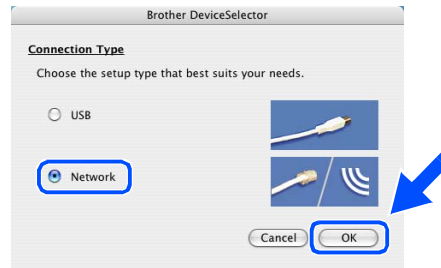 Brother DeviceSelector
Connection Type
Choose the setup type that best suits your needs.
USB
Network
Cancel
OK